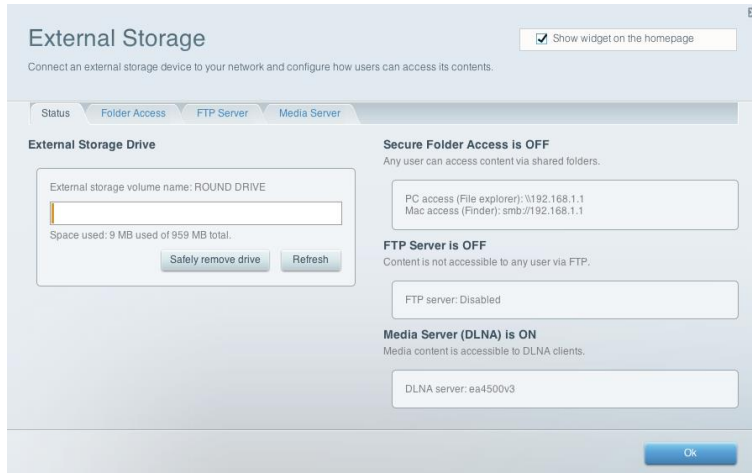 External Storage
Show widget on the homepage
Connect an external storage device to your network and configure how users can access its contents.
Status
Folder Access
FTP Server
Media Server
External Storage Drive
External storage volume name: ROUND DRIVE
Space used: 9 MB used of 959 MB total.
Safely remove drive
Refresh
Secure Folder Access is OFF
Any user can access content via shared folders.
PC access (File explorer): \\192.168.1.1
Mac access (Finder): smb://192.168.1.1
FTP Server is OFF
Content is not accessible to any user via FTP.
FTP server: Disabled
Media Server (DLNA) is ON
Media content is accessible to DLNA clients.
DLNA server: ea4500v3
Ok